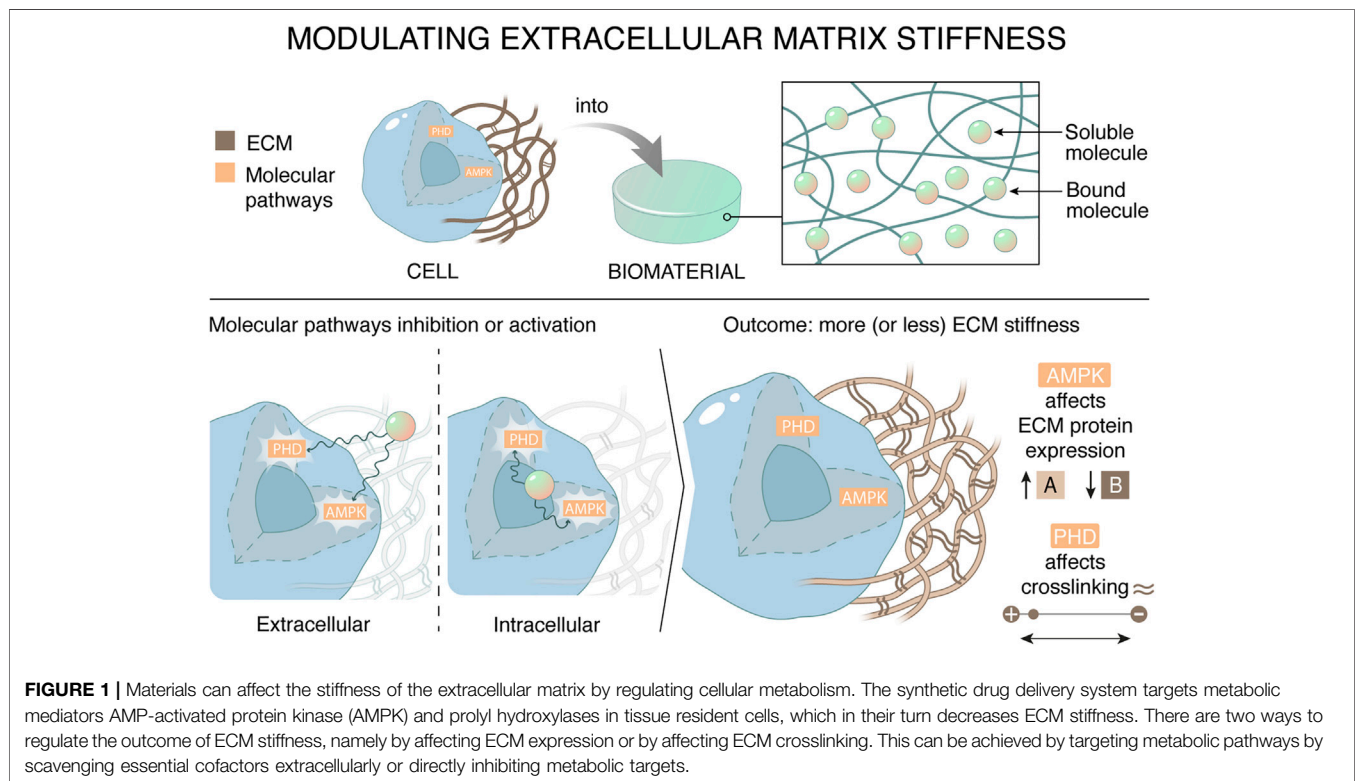 MODULATING EXTRACELLULAR MATRIX STIFFNESS
ECM
Molecular
pathways
PHD
AMPK
CELL
into
BIOMATERIAL
Soluble
molecule
Bound
molecule
Molecular pathways inhibition or activation
Outcome: more (or less) ECM stiffness
PHD
AMPK
Extracellular
PHD
AMPK
Intracellular
PHD
AMPK
AMPK
affects
ECM protein
expression
A B
PHD
affects
crosslinking
+ −
FIGURE 1 | Materials can affect the stiffness of the extracellular matrix by regulating cellular metabolism. The synthetic drug delivery system targets metabolic
mediators AMP-activated protein kinase (AMPK) and prolyl hydroxylases in tissue resident cells, which in their turn decreases ECM stiffness. There are two ways to
regulate the outcome of ECM stiffness, namely by affecting ECM expression or by affecting ECM crosslinking. This can be achieved by targeting metabolic pathways by
scavenging essential cofactors extracellularly or directly inhibiting metabolic targets.